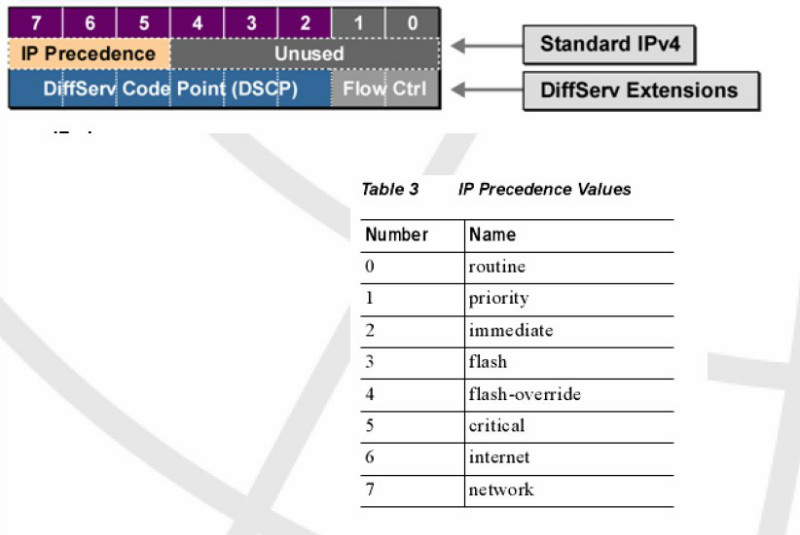 7 6 5 4 3 2 1 0
IP Precedence Unused
Standard IPv4
DiffServ Code Point (DSCP) Flow Ctrl
DiffServ Extensions
Table 3 IP Precedence Values
Number Name
0 routine
1 priority
2 immediate
3 flash
4 flash-override
5 critical
6 internet
7 network